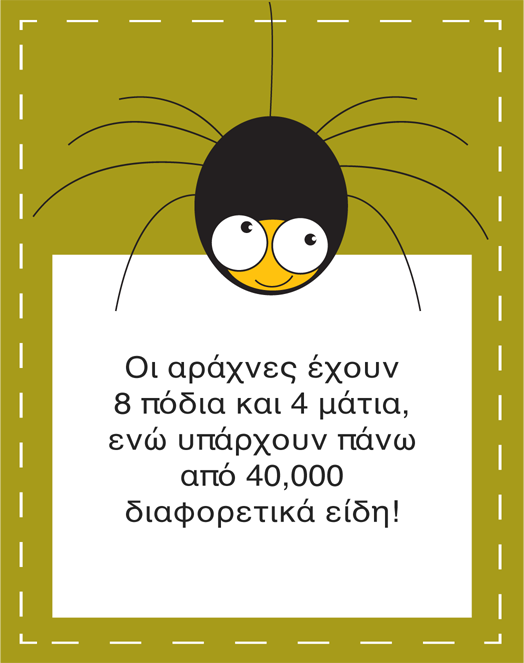 Οι αράχνες έχουν
8 πόδια και 4 μάτια,
ενώ υπάρχουν πάνω
από 40,000
διαφορετικά είδη!